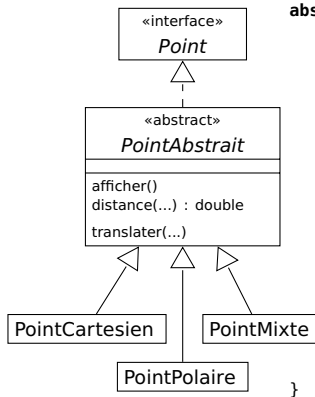 abs
«interface»
Point
«abstract»
PointAbstrait
afficher()
distance(...) : double
translater(...)
PointCartesien
PointMixte
PointPolaire
}